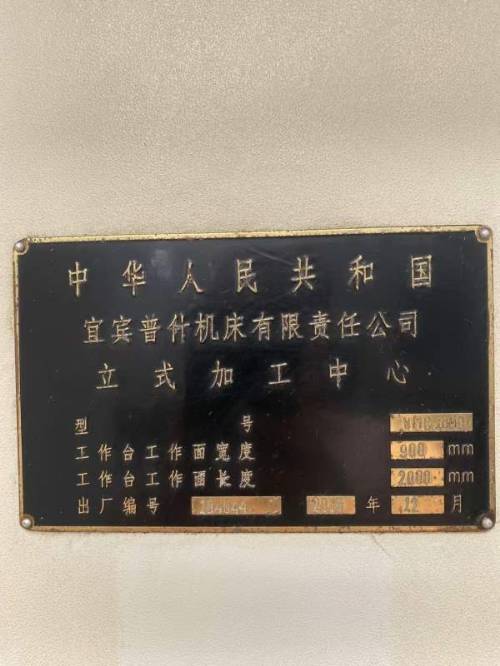 中华人民共和国
宜宾普什机床有限责任公司
立式加工中心
型号
工作台工作面宽度 900 mm
工作台工作面长度 2000 mm
出厂编号 年 12 月